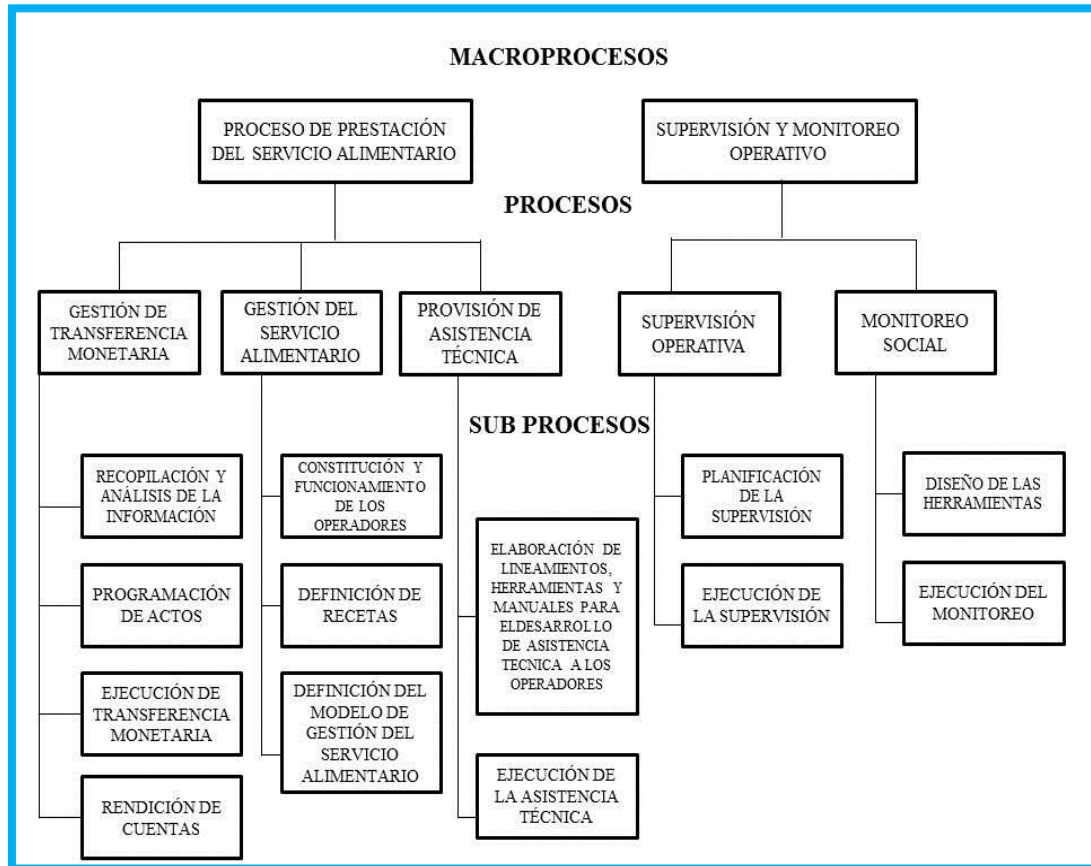 MACROPROCESOS
PROCESO DE PRESTACIÓN
DEL SERVICIO ALIMENTARIO
SUPERVISIÓN Y MONITOREO
OPERATIVO
PROCESOS
GESTIÓN DE
TRANSFERENCIA
MONETARIA
GESTIÓN DEL
SERVICIO
ALIMENTARIO
PROVISIÓN DE
ASISTENCIA
TÉCNICA
SUPERVISIÓN
OPERATIVA
MONITOREO
SOCIAL
SUB PROCESOS
RECOPILACIÓN Y
ANÁLISIS DE LA
INFORMACIÓN
PROGRAMACIÓN
DE ACTOS
EJECUCIÓN DE
TRANSFERENCIA
MONETARIA
RENDICIÓN DE
CUENTAS
CONSTITUCIÓN Y
FUNCIONAMIENTO
DE LOS
OPERADORES
DEFINICIÓN DE
RECETAS
DEFINICIÓN DEL
MODELO DE
GESTIÓN DEL
SERVICIO
ALIMENTARIO
ELABORACIÓN DE
LINEAMIENTOS,
HERRAMIENTAS Y
MANUALES PARA
ELDESARROLLO
DE ASISTENCIA
TECNICA A LOS
OPERADORES
EJECUCIÓN DE
LA ASISTENCIA
TÉCNICA
PLANIFICACIÓN
DE LA
SUPERVISIÓN
EJECUCIÓN DE
LA SUPERVISIÓN
DISEÑO DE LAS
HERRAMIENTAS
EJECUCIÓN DEL
MONITOREO